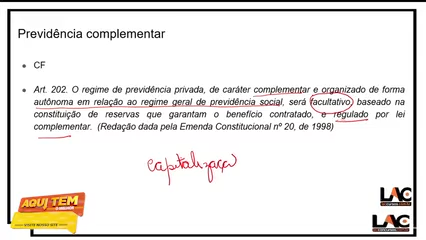 Previdência complementar
CF
Art. 202. O regime de previdência privada, de caráter complementar e organizado de forma
autônoma em relação ao regime geral de previdência social, será facultativo, baseado na
constituição de reservas que garantam o benefício contratado, e regulado por lei
complementar. (Redação dada pela Emenda Constitucional nº 20, de 1998)
AQUI TEM
LAC
LAC